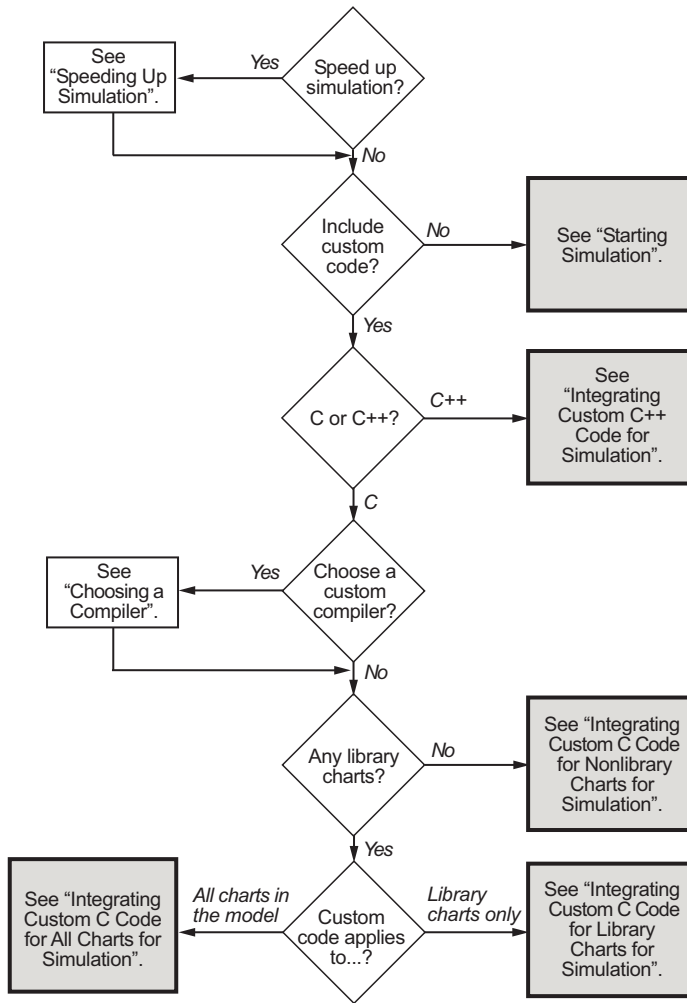 See
“Speeding Up
Simulation”.
Yes
Speed up
simulation?
No
Include
custom
code?
No
See “Starting
Simulation”.
Yes
C or C++?
C++
See
“Integrating
Custom C++
Code for
Simulation”.
C
See
“Choosing a
Compiler”.
Yes
Choose a
custom
compiler?
No
Any library
charts?
No
See “Integrating
Custom C Code
for Nonlibrary
Charts for
Simulation”.
Yes
See “Integrating
Custom C Code
for All Charts for
Simulation”.
All charts in
the model
Custom
code applies
to...?
Library
charts only
See “Integrating
Custom C Code
for Library
Charts for
Simulation”.